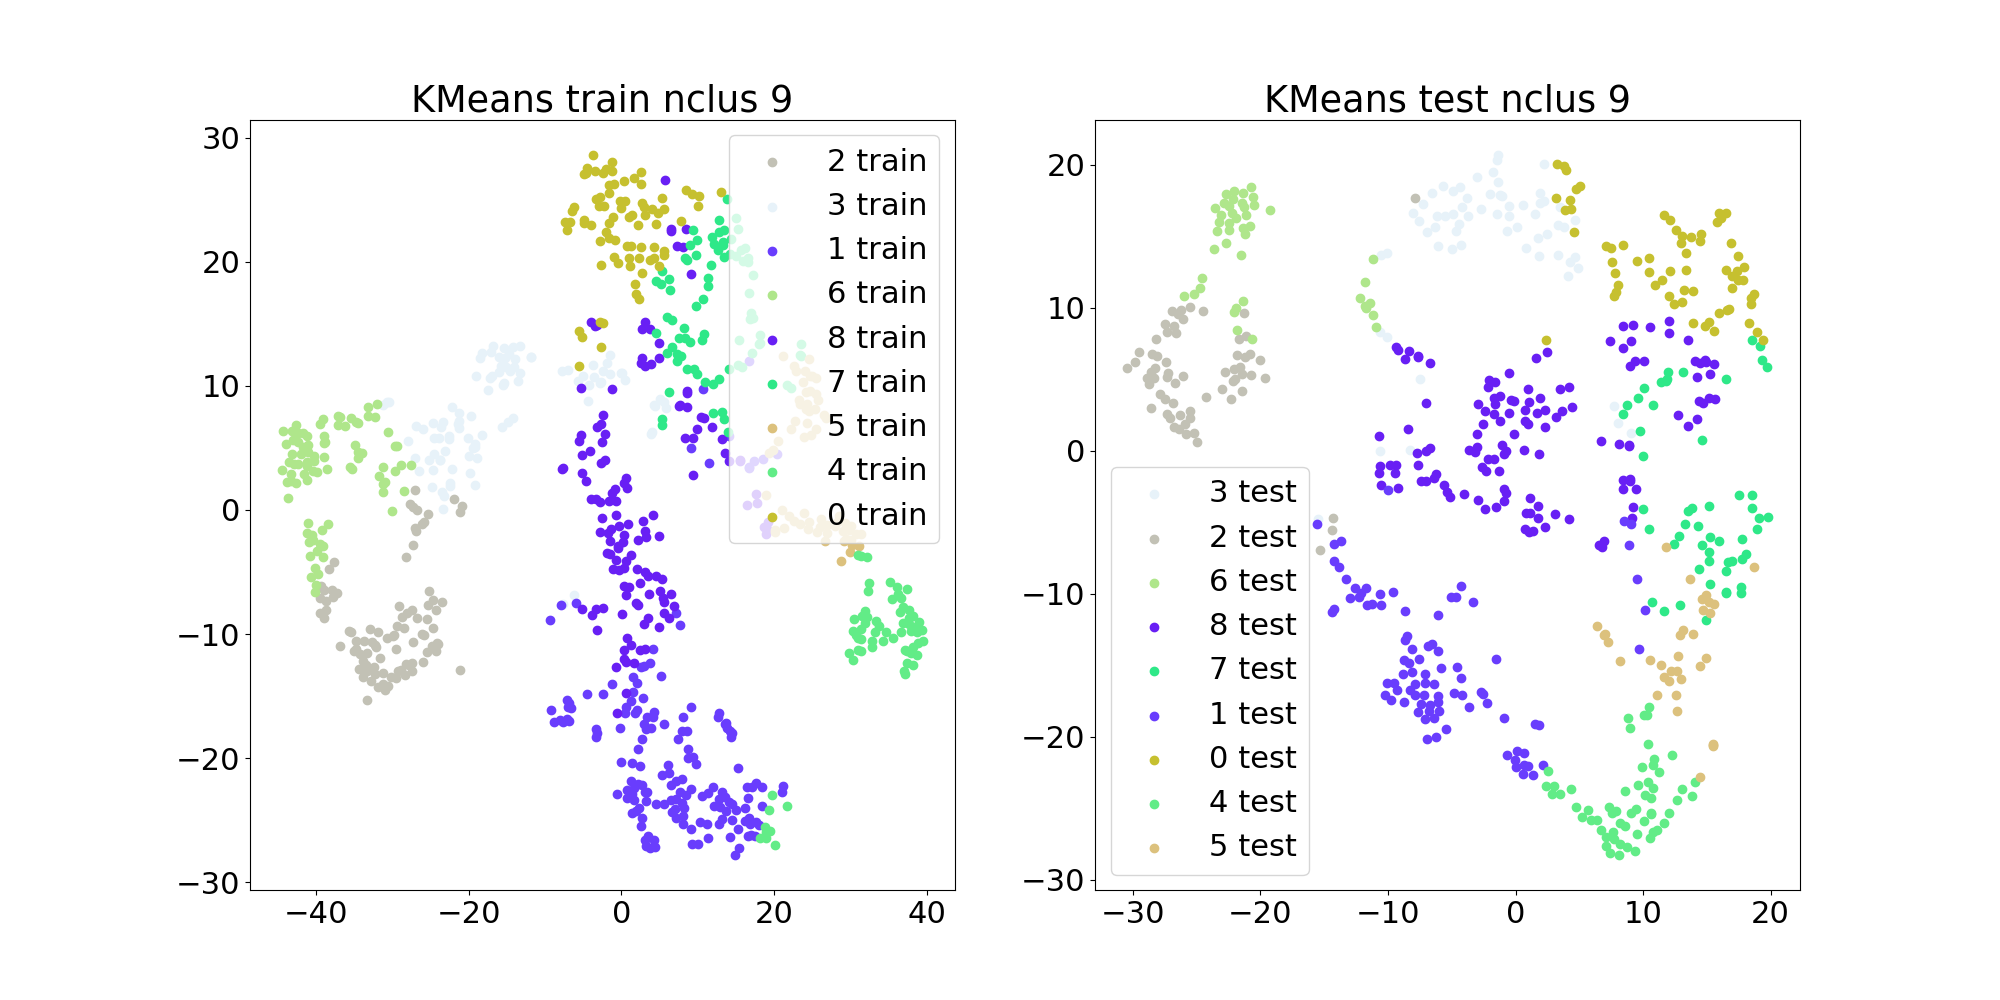 KMeans train nclus 9
30
20
10
0
−10
−20
−30
−40
−20
0
20
40
2 train
3 train
1 train
6 train
8 train
7 train
5 train
4 train
0 train
KMeans test nclus 9
20
10
0
−10
−20
−30
−30
−20
−10
0
10
20
3 test
2 test
6 test
8 test
7 test
1 test
0 test
4 test
5 test